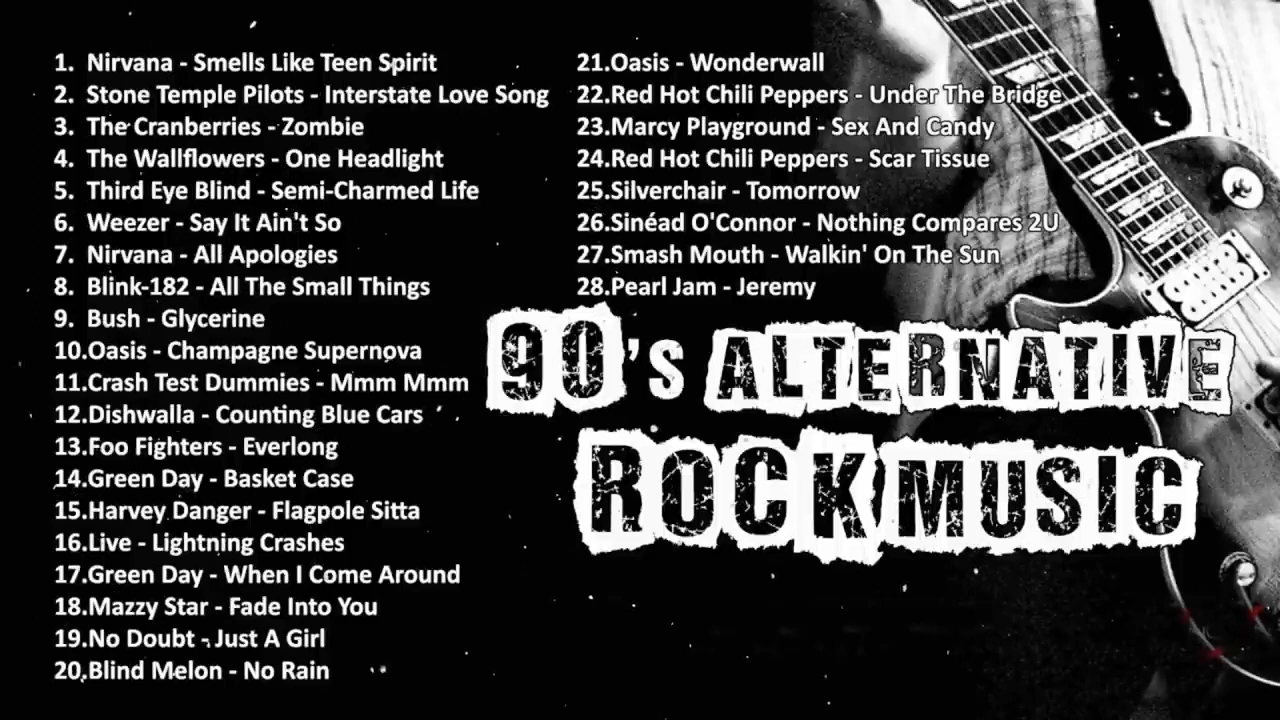 1. Nirvana - Smells Like Teen Spirit
2. Stone Temple Pilots - Interstate Love Song
3. The Cranberries - Zombie
4. The Wallflowers - One Headlight
5. Third Eye Blind - Semi-Charmed Life
6. Weezer - Say It Ain't So
7. Nirvana - All Apologies
8. Blink-182 - All The Small Things
9. Bush - Glycerine
10.Oasis - Champagne Supernova
11.Crash Test Dummies - Mmm Mmm
12.Dishwalla - Counting Blue Cars
13.Foo Fighters - Everlong
14.Green Day - Basket Case
15.Harvey Danger - Flagpole Sitta
16.Live - Lightning Crashes
17.Green Day - When I Come Around
18.Mazzy Star - Fade Into You
19.No Doubt - Just A Girl
20.Blind Melon - No Rain
21.Oasis - Wonderwall
22.Red Hot Chili Peppers - Under The Bridge
23.Marcy Playground - Sex And Candy
24.Red Hot Chili Peppers - Scar Tissue
25.Silverchair - Tomorrow
26.Sinéad O'Connor - Nothing Compares 2U
27.Smash Mouth - Walkin' On The Sun
28.Pearl Jam - Jeremy
90's ALTERNATIVE
ROCK MUSIC